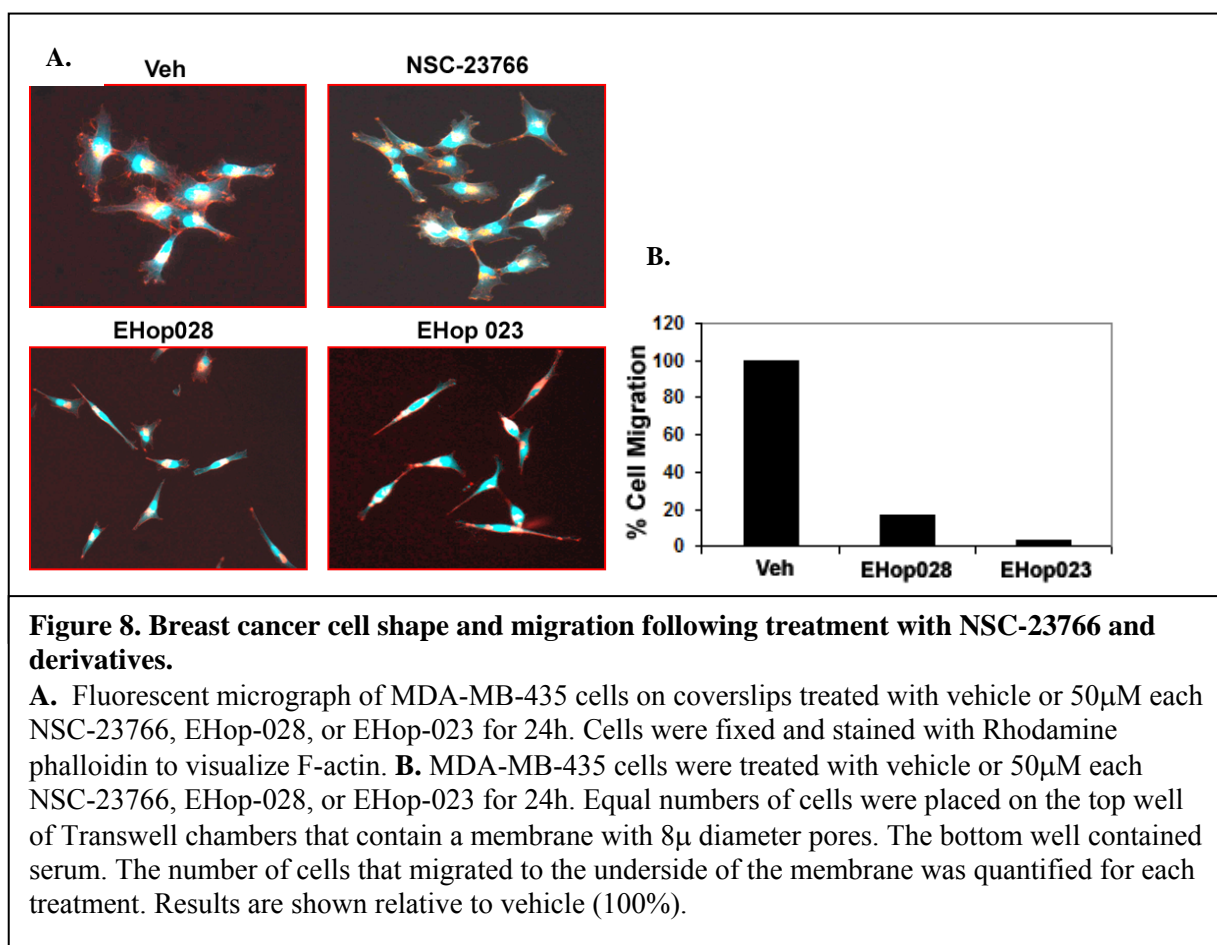 A.
Veh
NSC-23766
EHop028
EHop 023
B.
120
100
80
60
40
20
0
% Cell Migration
Veh EHop028 EHop023
Figure 8. Breast cancer cell shape and migration following treatment with NSC-23766 and
derivatives.
A. Fluorescent micrograph of MDA-MB-435 cells on coverslips treated with vehicle or 50μM each
NSC-23766, EHop-028, or EHop-023 for 24h. Cells were fixed and stained with Rhodamine
phalloidin to visualize F-actin. B. MDA-MB-435 cells were treated with vehicle or 50μM each
NSC-23766, EHop-028, or EHop-023 for 24h. Equal numbers of cells were placed on the top well
of Transwell chambers that contain a membrane with 8μ diameter pores. The bottom well contained
serum. The number of cells that migrated to the underside of the membrane was quantified for each
treatment. Results are shown relative to vehicle (100%).